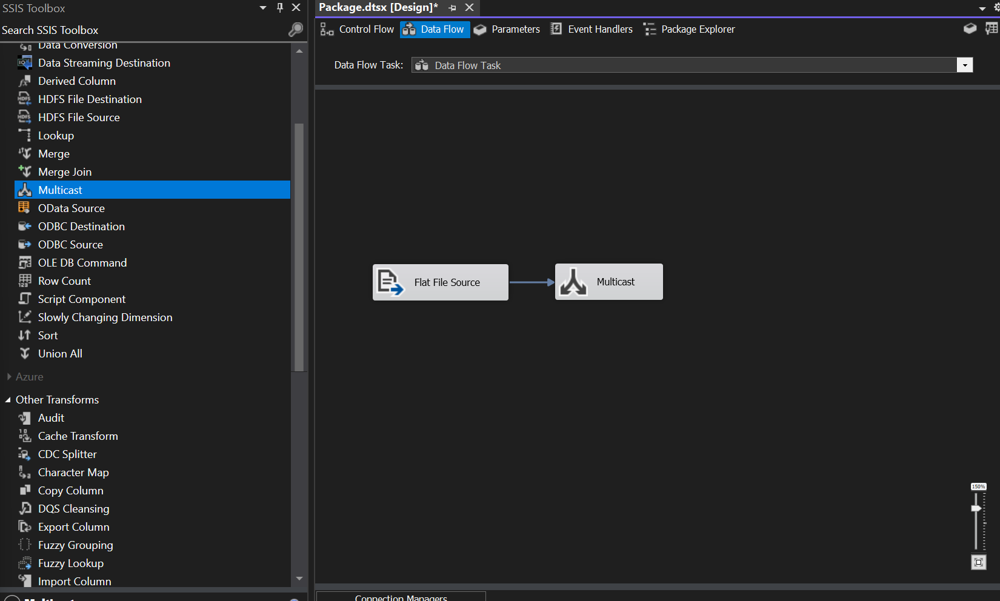 SSIS Toolbox
Search SSIS Toolbox
Data Conversion
Data Streaming Destination
Derived Column
HDFS File Destination
HDFS File Source
Lookup
Merge
Merge Join
Multicast
OData Source
ODBC Destination
ODBC Source
OLE DB Command
Row Count
Script Component
Slowly Changing Dimension
Sort
Union All
Azure
Other Transforms
Audit
Cache Transform
CDC Splitter
Character Map
Copy Column
DQS Cleansing
Export Column
Fuzzy Grouping
Fuzzy Lookup
Import Column
Multicast
Package.dtsx [Design]*
Control Flow Data Flow Parameters Event Handlers Package Explorer
Data Flow Task: Data Flow Task
Flat File Source
Multicast
150%
Connection Managers